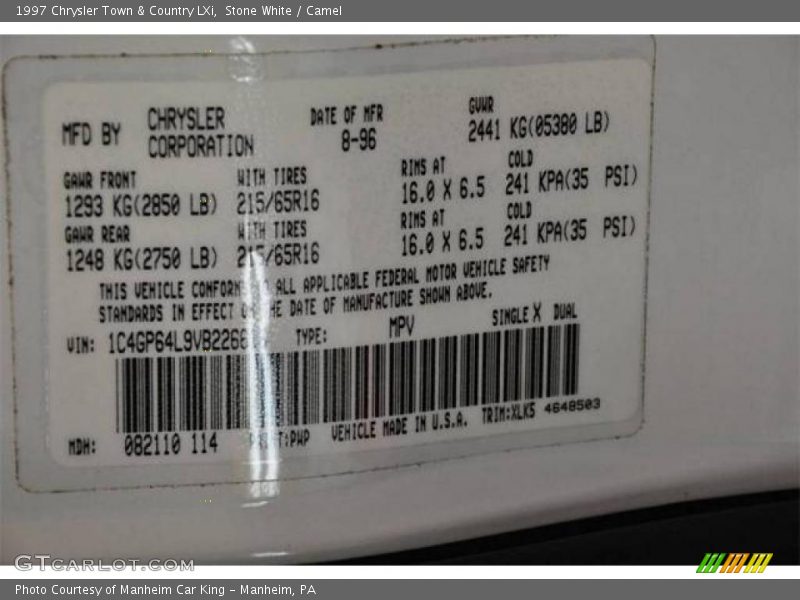 1997 Chrysler Town & Country LXi, Stone White / Camel
MFD BY CHRYSLER CORPORATION DATE OF MFR 8-96 GVWR 2441 KG(05380 LB)
GAWR FRONT WITH TIRES RIMS AT COLD
1293 KG(2850 LB) 215/65R16 16.0 X 6.5 241 KPA(35 PSI)
GAWR REAR WITH TIRES RIMS AT COLD
1248 KG(2750 LB) 215/65R16 16.0 X 6.5 241 KPA(35 PSI)
THIS VEHICLE ALL APPLICABLE FEDERAL MOTOR VEHICLE SAFETY
STANDARDS IN EFFECT DATE OF MANUFACTURE SHOWN ABOVE.
VIN: TYPE: MPV SINGLE X DUAL
MDH: 082110 114 VEHICLE MADE IN U.S.A. TRIM:XLK5 4648503
GTCarLot.com
Photo Courtesy of Manheim Car King – Manheim, PA